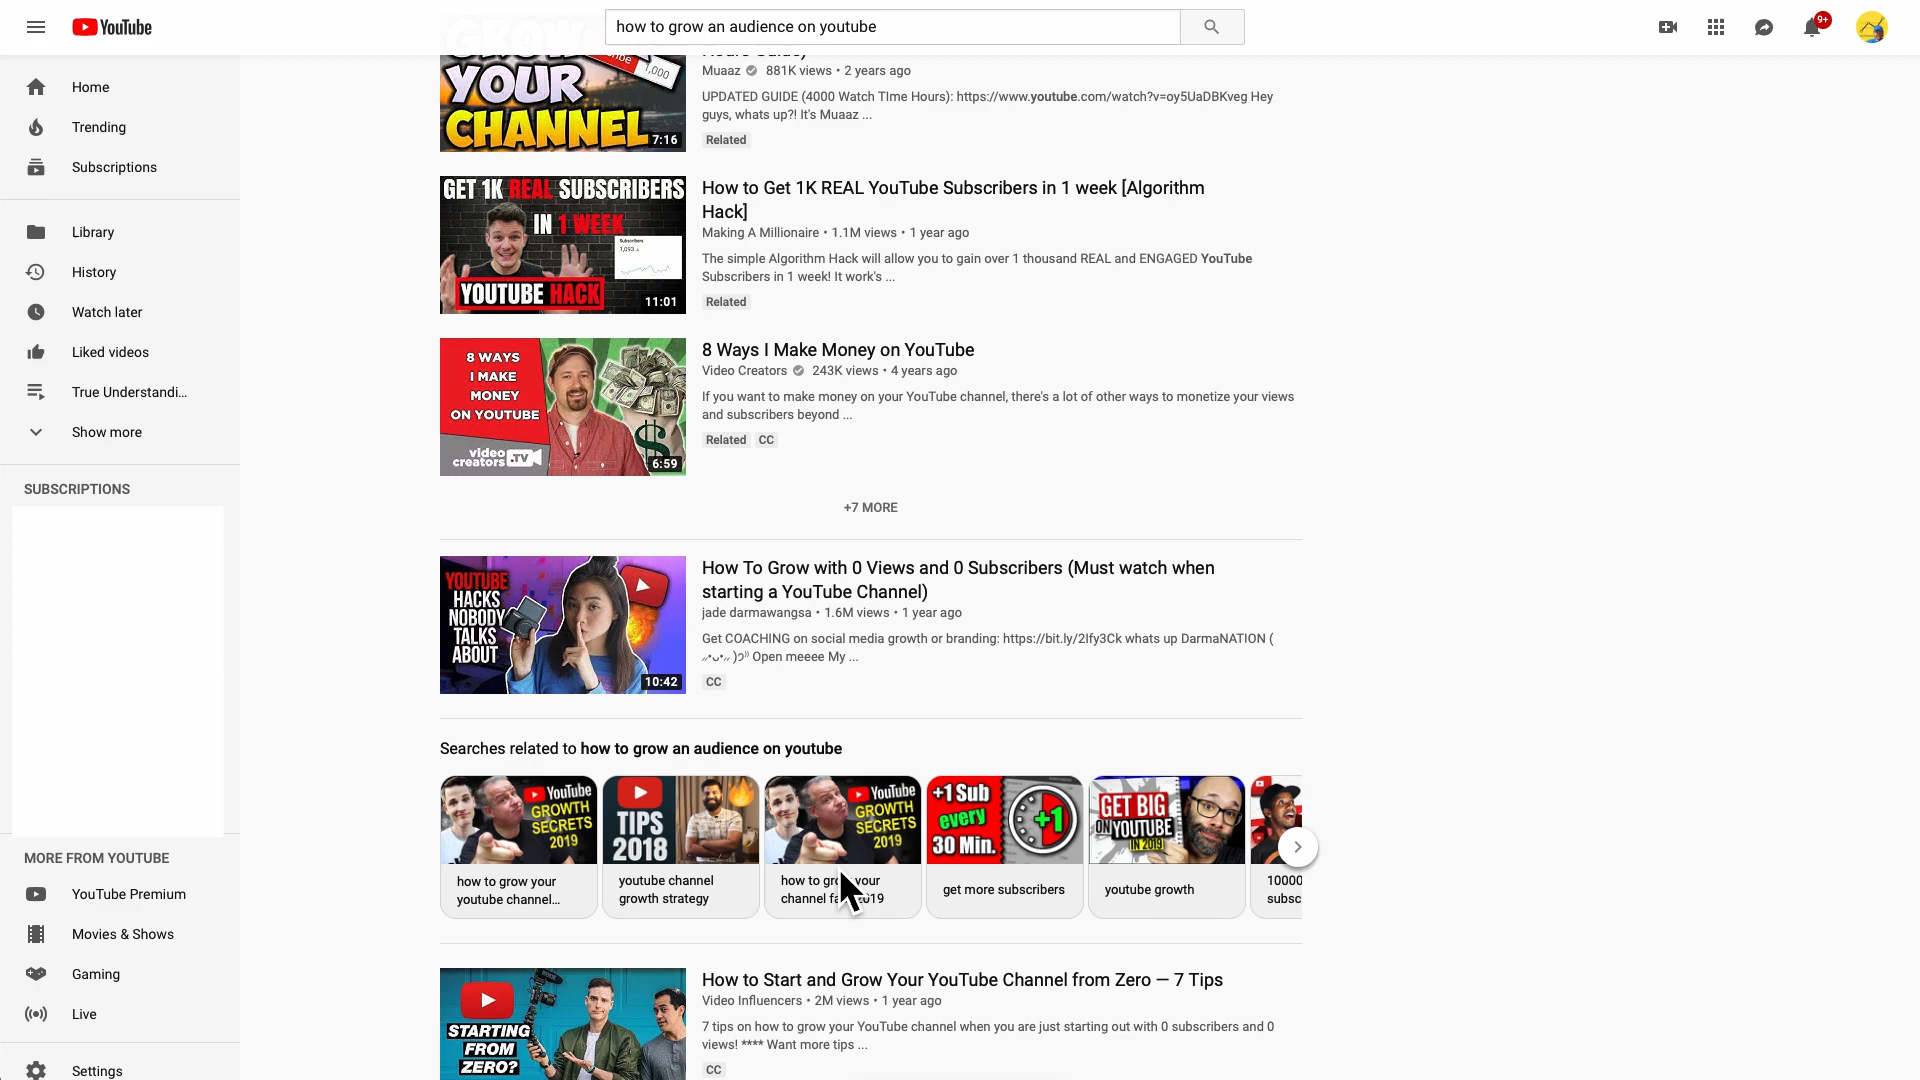 YouTube
how to grow an audience on youtube
9+
Home
Trending
Subscriptions
Library
History
Watch later
Liked videos
True Understandi...
Show more
SUBSCRIPTIONS
MORE FROM YOUTUBE
YouTube Premium
Movies & Shows
Gaming
Live
Settings
YOUR
CHANNEL
1,000
7:16
Muaaz 881K views • 2 years ago
UPDATED GUIDE (4000 Watch TIme Hours): https://www.youtube.com/watch?v=oy5UaDBKveg Hey
guys, whats up?! It's Muaaz ...
Related
GET 1K REAL SUBSCRIBERS
IN 1 WEEK
Subscribers
1,093
YOUTUBE HACK
11:01
How to Get 1K REAL YouTube Subscribers in 1 week [Algorithm
Hack]
Making A Millionaire • 1.1M views • 1 year ago
The simple Algorithm Hack will allow you to gain over 1 thousand REAL and ENGAGED YouTube
Subscribers in 1 week! It work's ...
Related
8 WAYS
I MAKE
MONEY
ON YOUTUBE
video
creators.TV
6:59
8 Ways I Make Money on YouTube
Video Creators 243K views • 4 years ago
If you want to make money on your YouTube channel, there's a lot of other ways to monetize your views
and subscribers beyond ...
Related CC
+7 MORE
YOUTUBE
HACKS
NOBODY
TALKS
ABOUT
10:42
How To Grow with 0 Views and 0 Subscribers (Must watch when
starting a YouTube Channel)
jade darmawangsa • 1.6M views • 1 year ago
Get COACHING on social media growth or branding: https://bit.ly/2Ify3Ck whats up DarmaNATION (
Open meeee My ...
CC
Searches related to how to grow an audience on youtube
YouTube
GROWTH
SECRETS
2019
how to grow your
youtube channel...
TIPS
2018
youtube channel
growth strategy
YouTube
GROWTH
SECRETS
2019
how to your
channel
+1 Sub
every
30 Min.
+1
get more subscribers
GET BIG
ON YOUTUBE
IN 2019
youtube growth
10000
subsc
STARTING
FROM
ZERO?
How to Start and Grow Your YouTube Channel from Zero — 7 Tips
Video Influencers • 2M views • 1 year ago
7 tips on how to grow your YouTube channel when you are just starting out with 0 subscribers and 0
views! **** Want more tips ...
CC